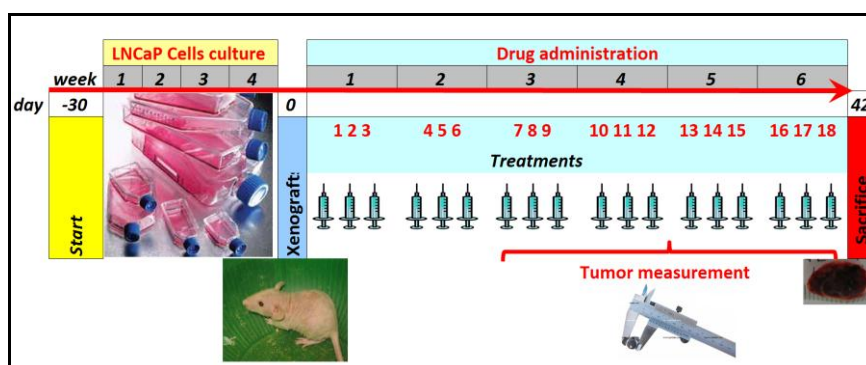 LNCaP Cells culture
Drug administration
week 1 2 3 4 1 2 3 4 5 6
day -30 0 42
1 2 3 4 5 6 7 8 9 10 11 12 13 14 15 16 17 18
Treatments
Start
Xenograft
Sacrifice
Tumor measurement